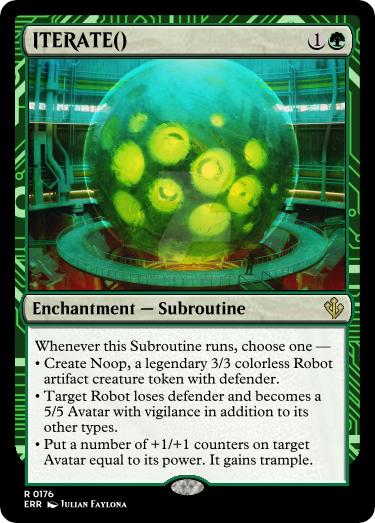 ITERATE() 1
Enchantment — Subroutine
Whenever this Subroutine runs, choose one —
• Create Noop, a legendary 3/3 colorless Robot
artifact creature token with defender.
• Target Robot loses defender and becomes a
5/5 Avatar with vigilance in addition to its
other types.
• Put a number of +1/+1 counters on target
Avatar equal to its power. It gains trample.
R 0176
ERR Julian Faylona